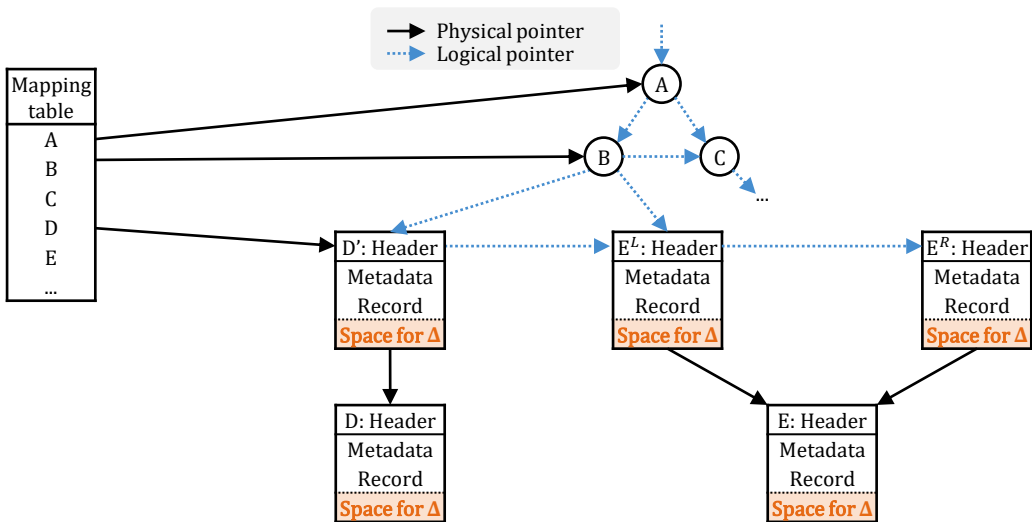 Physical pointer
Logical pointer
Mapping
table
A
B
C
D
E
...
A
B
C
...
D’: Header
Metadata
Record
Space for Δ
E^L: Header
Metadata
Record
Space for Δ
E^R: Header
Metadata
Record
Space for Δ
D: Header
Metadata
Record
Space for Δ
E: Header
Metadata
Record
Space for Δ